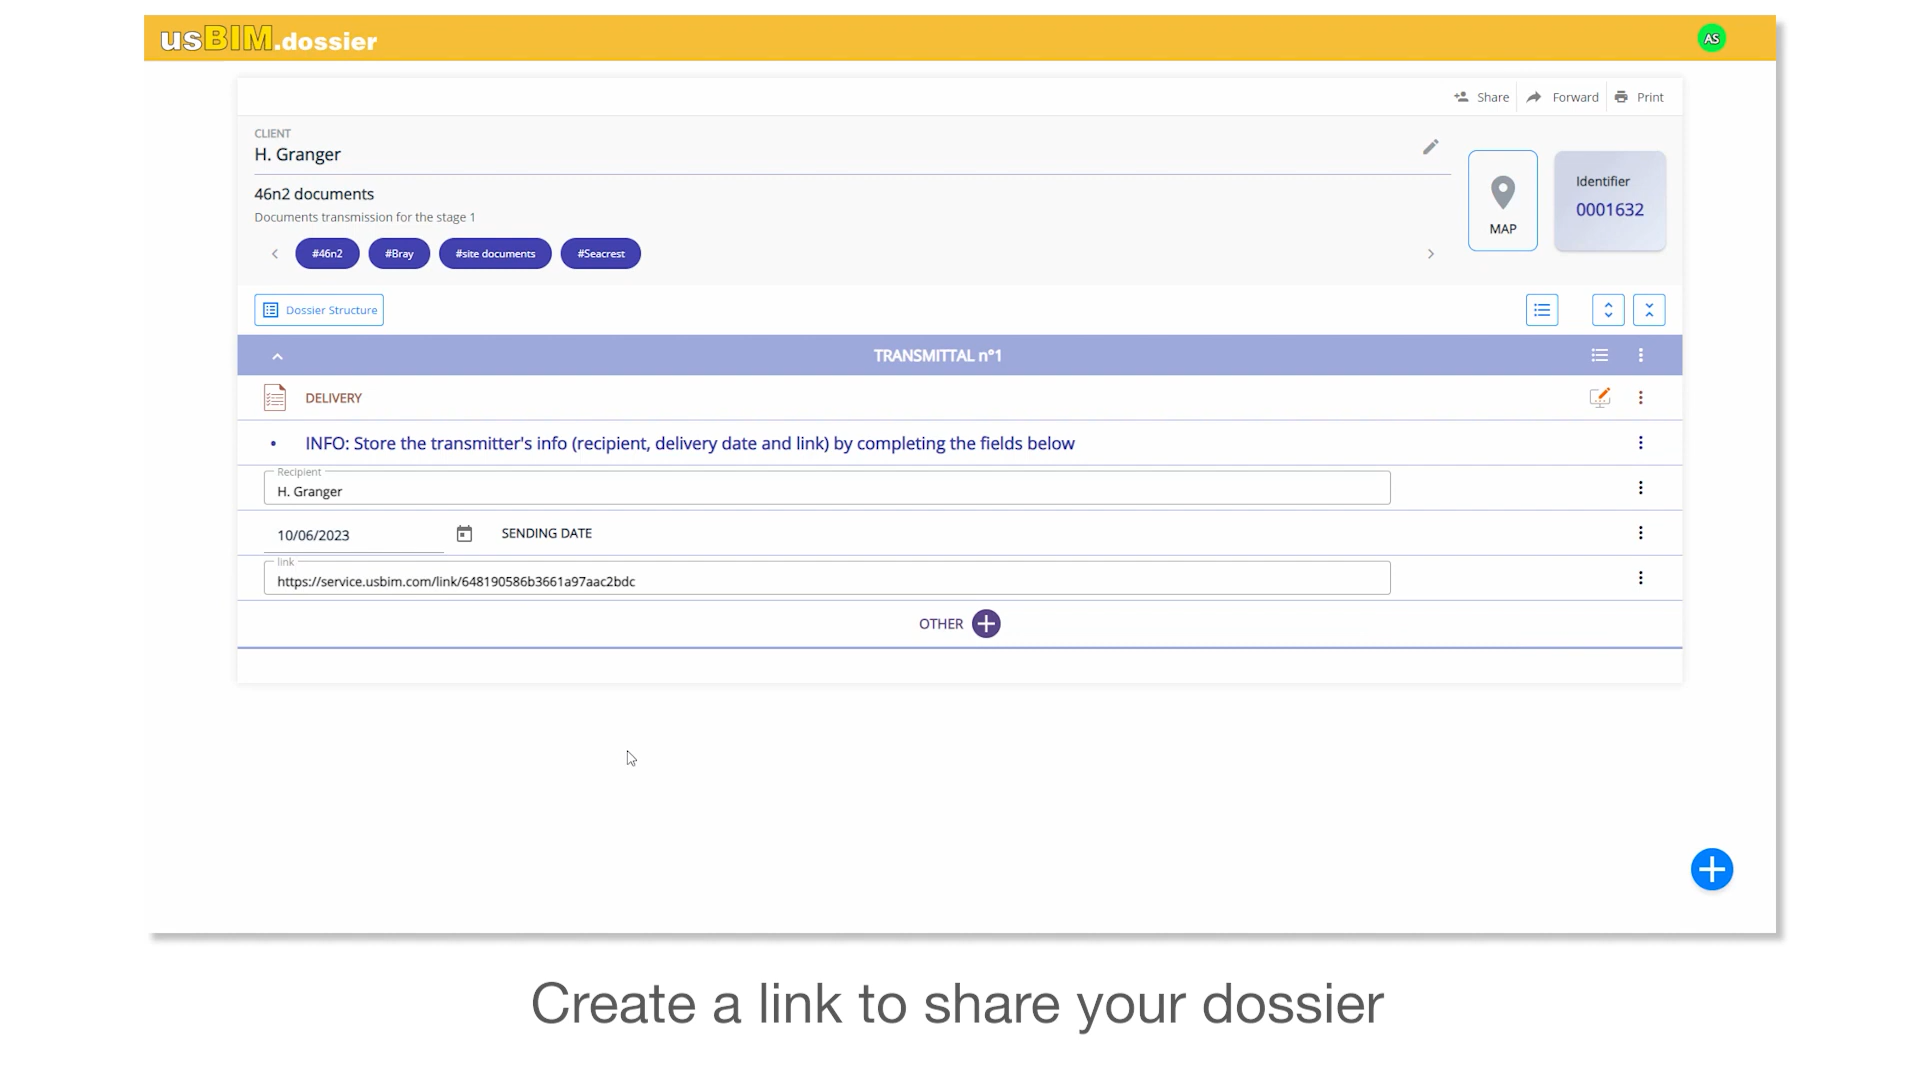 usBIM.dossier
AS
Share
Forward
Print
CLIENT
H. Granger
46n2 documents
Documents transmission for the stage 1
#46n2
#Bray
#site documents
#Seacrest
MAP
Identifier
0001632
Dossier Structure
TRANSMITTAL n°1
DELIVERY
• INFO: Store the transmitter's info (recipient, delivery date and link) by completing the fields below
Recipient
H. Granger
10/06/2023
SENDING DATE
link
https://service.usbim.com/link/648190586b3661a97aac2bdc
OTHER
Create a link to share your dossier